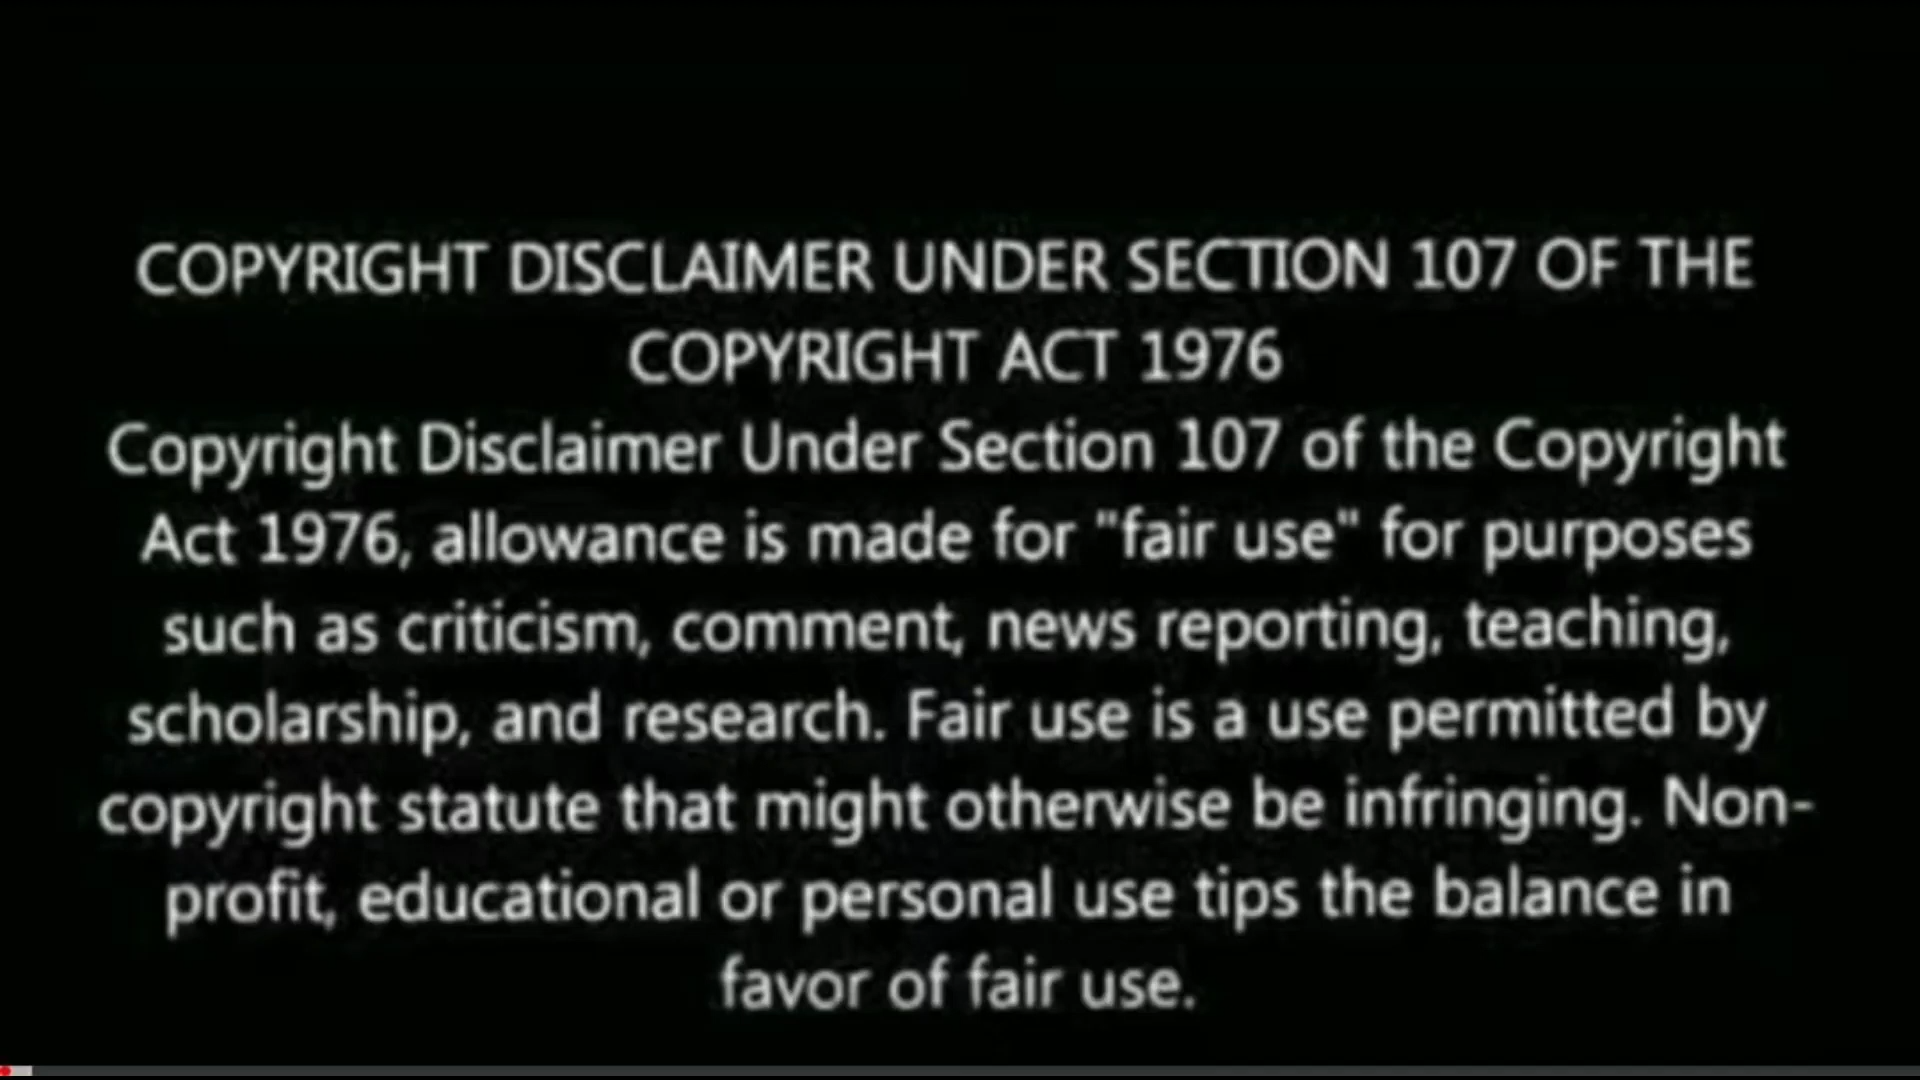 COPYRIGHT DISCLAIMER UNDER SECTION 107 OF THE
COPYRIGHT ACT 1976
Copyright Disclaimer Under Section 107 of the Copyright
Act 1976, allowance is made for "fair use" for purposes
such as criticism, comment, news reporting, teaching,
scholarship, and research. Fair use is a use permitted by
copyright statute that might otherwise be infringing. Non-
profit, educational or personal use tips the balance in
favor of fair use.